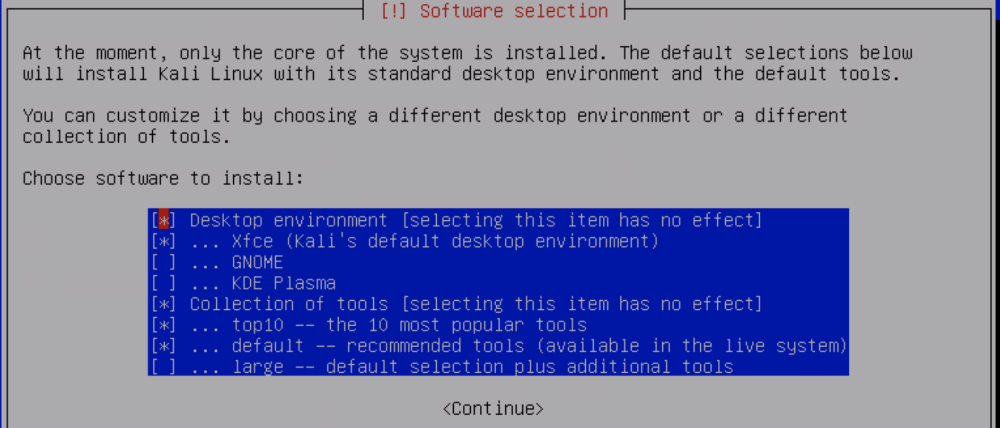 [!] Software selection
At the moment, only the core of the system is installed. The default selections below
will install Kali Linux with its standard desktop environment and the default tools.
You can customize it by choosing a different desktop environment or a different
collection of tools.
Choose software to install:
[*] Desktop environment [selecting this item has no effect]
[*] ... Xfce (Kali's default desktop environment)
[ ] ... GNOME
[ ] ... KDE Plasma
[*] Collection of tools [selecting this item has no effect]
[*] ... top10 -- the 10 most popular tools
[*] ... default -- recommended tools (available in the live system)
[ ] ... large -- default selection plus additional tools
<Continue>